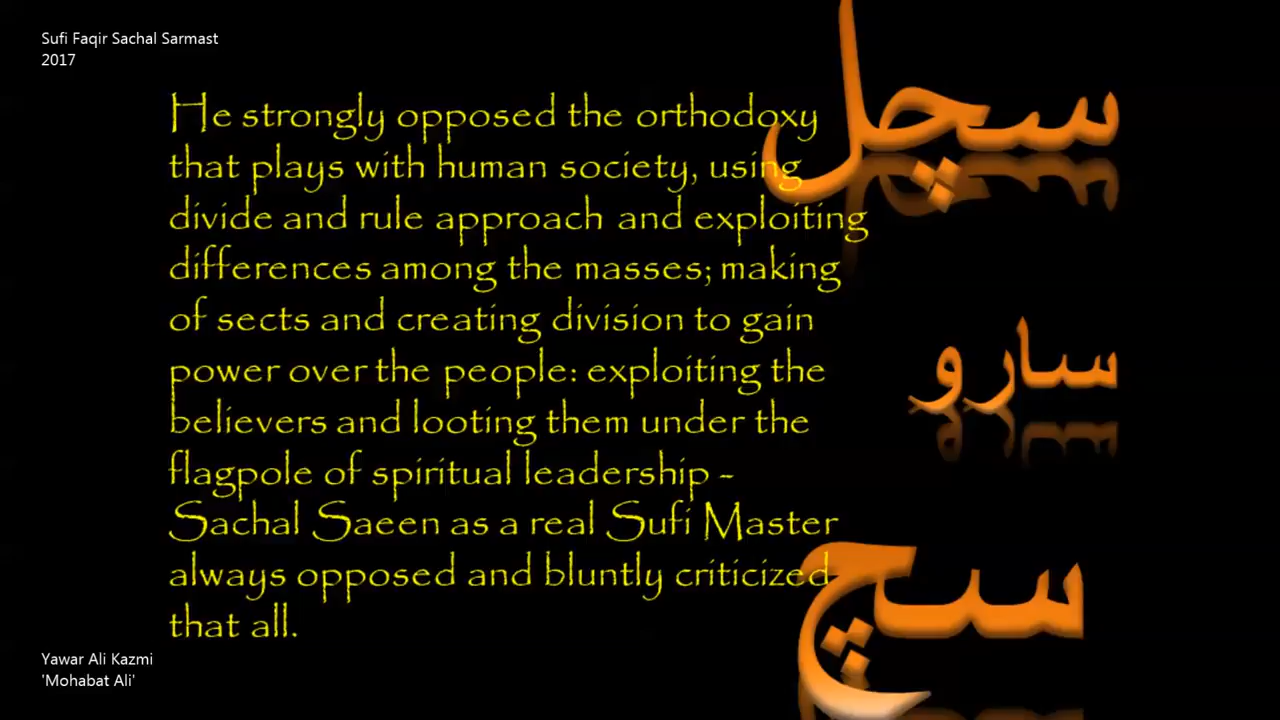 Sufi Faqir Sachal Sarmast
2017
He strongly opposed the orthodoxy
that plays with human society, using
divide and rule approach and exploiting
differences among the masses; making
of sects and creating division to gain
power over the people: exploiting the
believers and looting them under the
flagpole of spiritual leadership -
Sachal Saeen as a real Sufi Master
always opposed and bluntly criticized
that all.
سچل
سارو
سچ
Yawar Ali Kazmi
'Mohabat Ali'